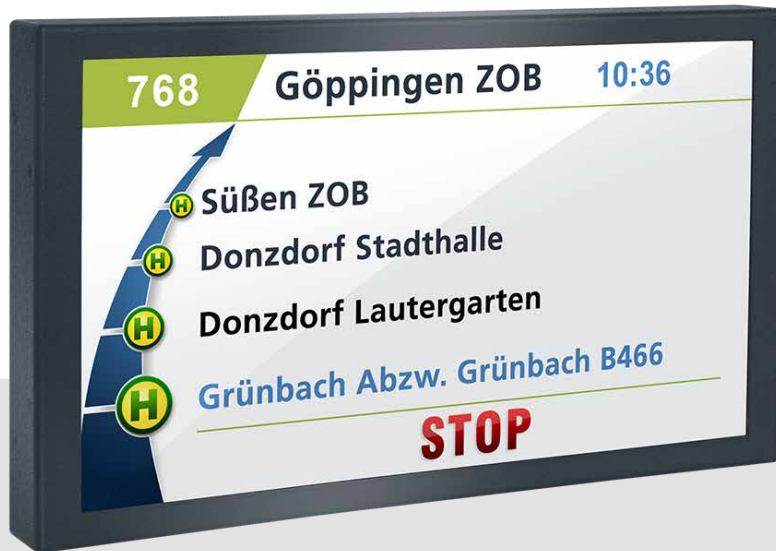 768 Göppingen ZOB 10:36
H Süßen ZOB
H Donzdorf Stadthalle
H Donzdorf Lautergarten
H Grünbach Abzw. Grünbach B466
STOP